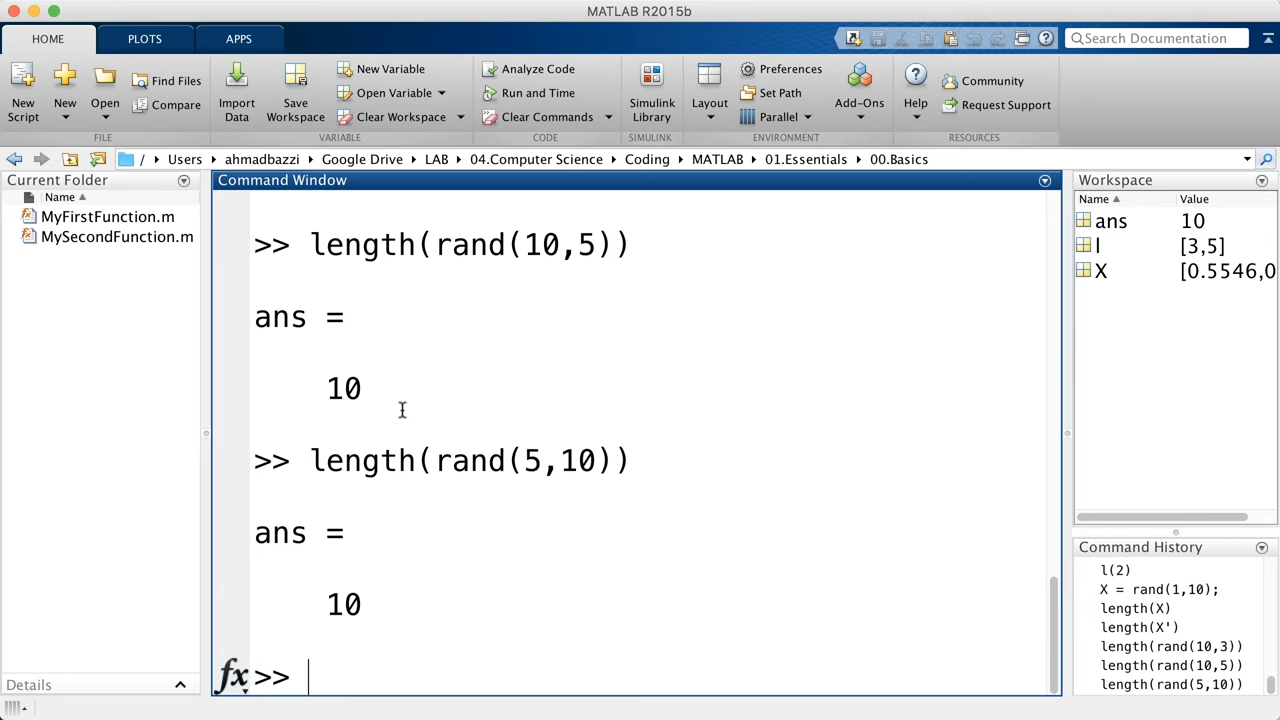 MATLAB R2015b
HOME PLOTS APPS
Search Documentation
New Script
New
Open
Find Files
Compare
Import Data
Save Workspace
New Variable
Open Variable
Clear Workspace
Analyze Code
Run and Time
Clear Commands
Simulink Library
Layout
Preferences
Set Path
Parallel
Add-Ons
Help
Community
Request Support
FILE VARIABLE CODE SIMULINK ENVIRONMENT RESOURCES
/ Users ahmadbazzi Google Drive LAB 04.Computer Science Coding MATLAB 01.Essentials 00.Basics
Current Folder
Name
MyFirstFunction.m
MySecondFunction.m
Details
Command Window
>> length(rand(10,5))
ans =
10
>> length(rand(5,10))
ans =
10
fx >>
Workspace
Name Value
ans 10
l [3,5]
X [0.5546,0
Command History
l(2)
X = rand(1,10);
length(X)
length(X')
length(rand(10,3))
length(rand(10,5))
length(rand(5,10))